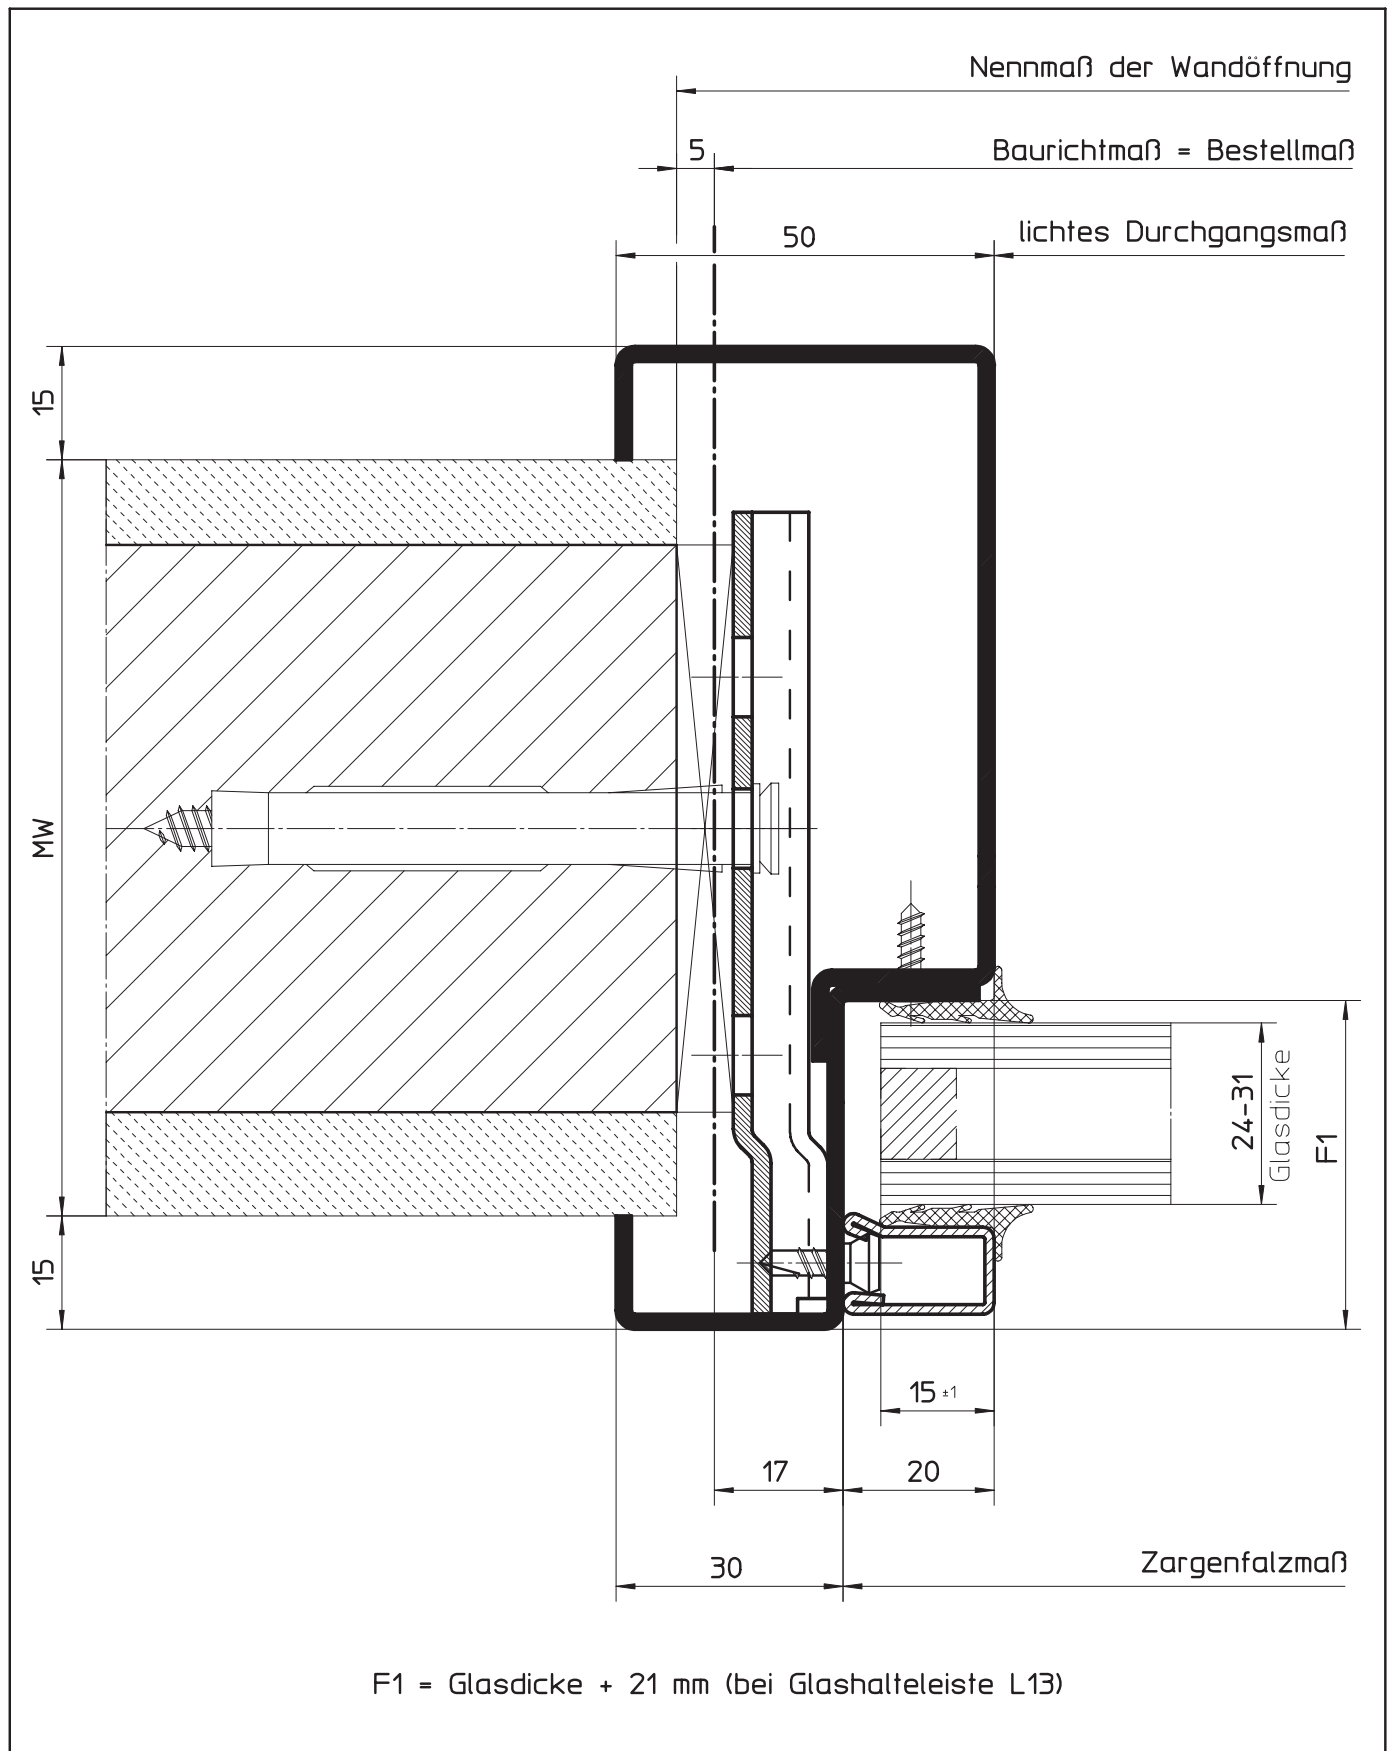 Nennmaß der Wandöffnung
5
Baurichtmaß = Bestellmaß
50
lichtes Durchgangsmaß
15
MW
24-31
Glasdicke
F1
15
15 ±1
17
20
30
Zargenfalzmaß
F1 = Glasdicke + 21 mm (bei Glashalteleiste L13)